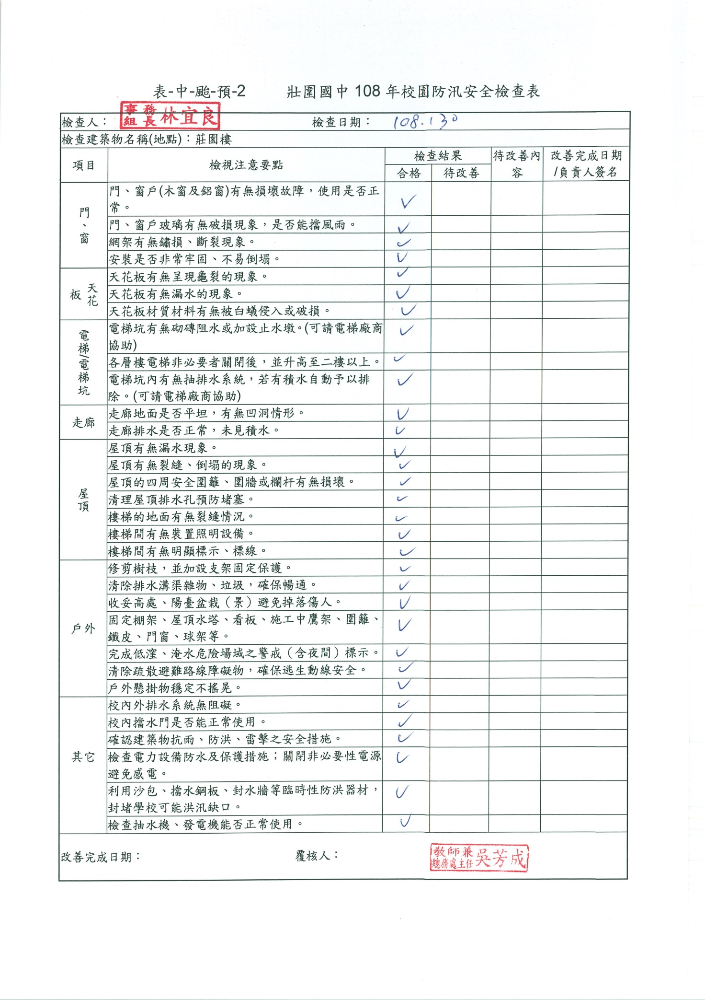 表-中-颱-預-2 壯圍國中 108 年校園防汛安全檢查表
檢查人： 事務組長 林宜良 檢查日期： 108.130
檢查建築物名稱(地點)：莊園樓
項目 檢視注意要點 檢查結果 待改善內容 改善完成日期/負責人簽名
合格 待改善
門、窗
門、窗戶(木窗及鋁窗)有無損壞故障，使用是否正
常。 ✓
門、窗戶玻璃有無破損現象，是否能擋風雨。 ✓
網架有無鏽損、斷裂現象。 ✓
安裝是否非常牢固、不易倒塌。 ✓
天花板
天花板有無呈現龜裂的現象。 ✓
天花板有無漏水的現象。 ✓
天花板材質材料有無被白蟻侵入或破損。 ✓
電梯/電梯坑
電梯坑有無砌磚阻水或加設止水墩。(可請電梯廠商
協助) ✓
各層樓電梯非必要者關閉後，並升高至二樓以上。 ✓
電梯坑內有無抽排水系統，若有積水自動予以排
除。(可請電梯廠商協助) ✓
走廊
走廊地面是否平坦，有無凹洞情形。 ✓
走廊排水是否正常，未見積水。 ✓
屋頂
屋頂有無漏水現象。 ✓
屋頂有無裂縫、倒塌的現象。 ✓
屋頂的四周安全圍籬、圍牆或欄杆有無損壞。 ✓
清理屋頂排水孔預防堵塞。 ✓
樓梯的地面有無裂縫情況。 ✓
樓梯間有無裝置照明設備。 ✓
樓梯間有無明顯標示、標線。 ✓
戶外
修剪樹枝，並加設支架固定保護。 ✓
清除排水溝渠雜物、垃圾，確保暢通。 ✓
收妥高處、陽臺盆栽（景）避免掉落傷人。 ✓
固定棚架、屋頂水塔、看板、施工中鷹架、圍籬、
鐵皮、門窗、球架等。 ✓
完成低窪、淹水危險場域之警戒（含夜間）標示。 ✓
清除疏散避難路線障礙物，確保逃生動線安全。 ✓
戶外懸掛物穩定不搖晃。 ✓
其它
校內外排水系統無阻礙。 ✓
校內擋水門是否能正常使用。 ✓
確認建築物抗雨、防洪、雷擊之安全措施。 ✓
檢查電力設備防水及保護措施；關閉非必要性電源
避免感電。 ✓
利用沙包、擋水鋼板、封水牆等臨時性防洪器材，
封堵學校可能洪汛缺口。 ✓
檢查抽水機、發電機能否正常使用。 ✓
改善完成日期： 覆核人： 教師兼總務處主任 吳芳成